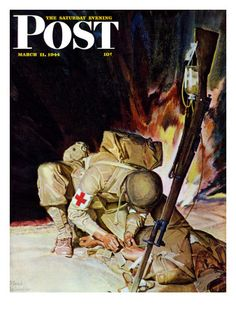 THE SATURDAY EVENING
POST
MARCH 11, 1944 10¢